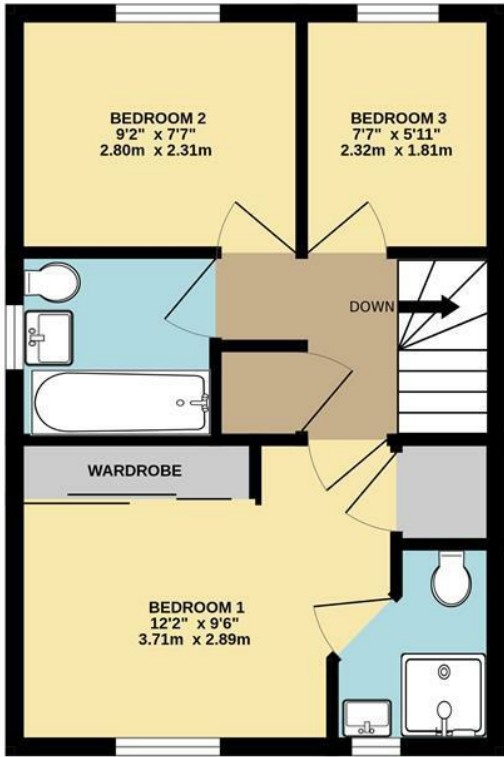 BEDROOM 2
9'2" x 7'7"
2.80m x 2.31m
BEDROOM 3
7'7" x 5'11"
2.32m x 1.81m
DOWN
WARDROBE
BEDROOM 1
12'2" x 9'6"
3.71m x 2.89m